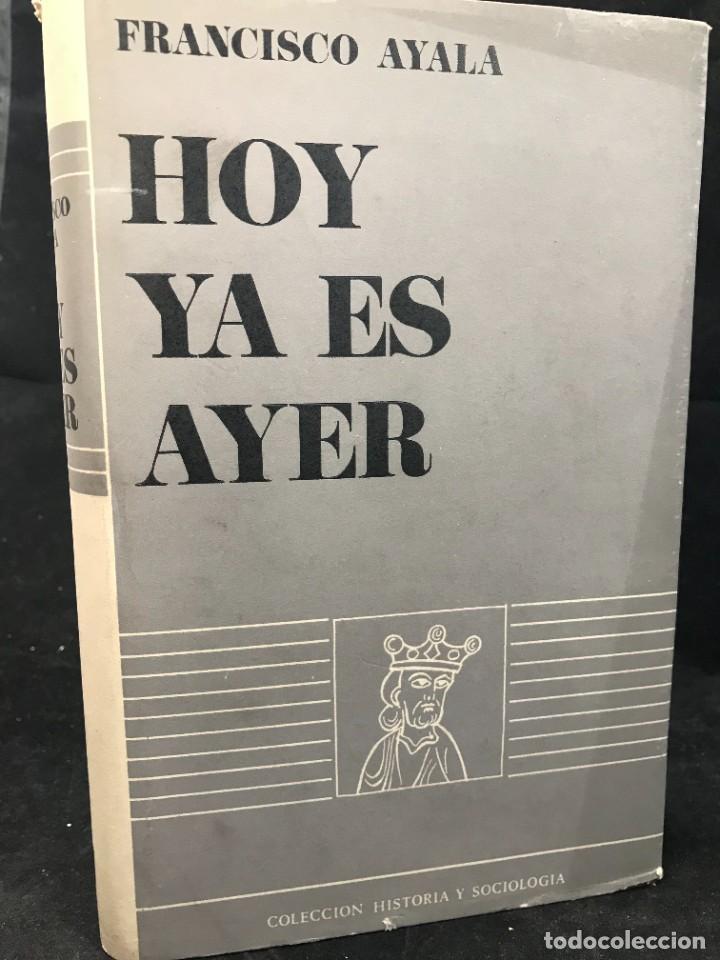 FRANCISCO AYALA
HOY
YA ES
AYER
COLECCION HISTORIA Y SOCIOLOGIA
todocoleccion